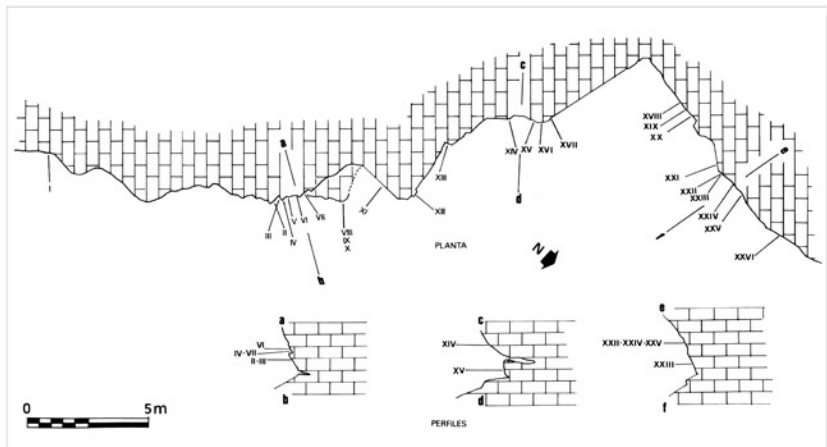 c
XVIII
XIX
XX
a
XIII
XIV
XV
XVI
XVII
e
I
XII
XI
XXI
XXII
XXIII
d
f
III
II
IV
V
VI
VII
VIII
IX
X
XXIV
XXV
PLANTA
N
XXVI
b
a
c
e
VI
IV-VII
II-III
XIV
XV
XXII-XXIV-XXV
XXIII
b
d
f
0
5m
PERFILES